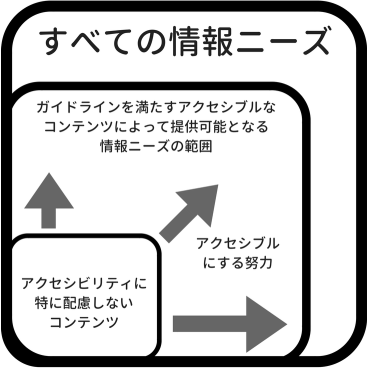 すべての情報ニーズ
ガイドラインを満たすアクセシブルな
コンテンツによって提供可能となる
情報ニーズの範囲
アクセシブル
にする努力
アクセシビリティに
特に配慮しない
コンテンツ